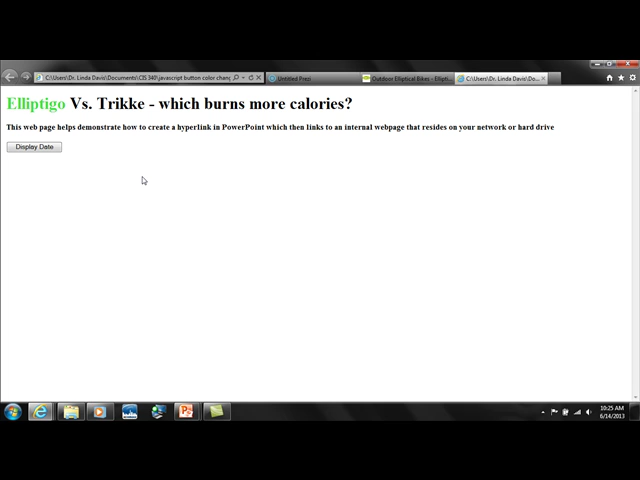 C:\Users\Dr. Linda Davis\Documents\CIS 340\javascript button color chang
Untitled Prezi
Outdoor Elliptical Bikes - Ellipti...
C:\Users\Dr. Linda Davis\Do...
Elliptigo Vs. Trikke - which burns more calories?
This web page helps demonstrate how to create a hyperlink in PowerPoint which then links to an internal webpage that resides on your network or hard drive
Display Date
10:25 AM
6/14/2013